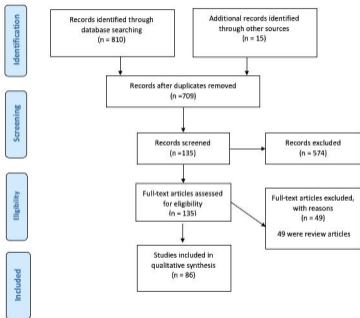 Identification
Records identified through
database searching
(n = 810)
Additional records identified
through other sources
(n = 15)
Records after duplicates removed
(n =709)
Screening
Records screened
(n =135)
Records excluded
(n = 574)
Eligibility
Full-text articles assessed
for eligibility
(n = 135)
Full-text articles excluded,
with reasons
(n = 49)
49 were review articles
Included
Studies included in
qualitative synthesis
(n = 86)